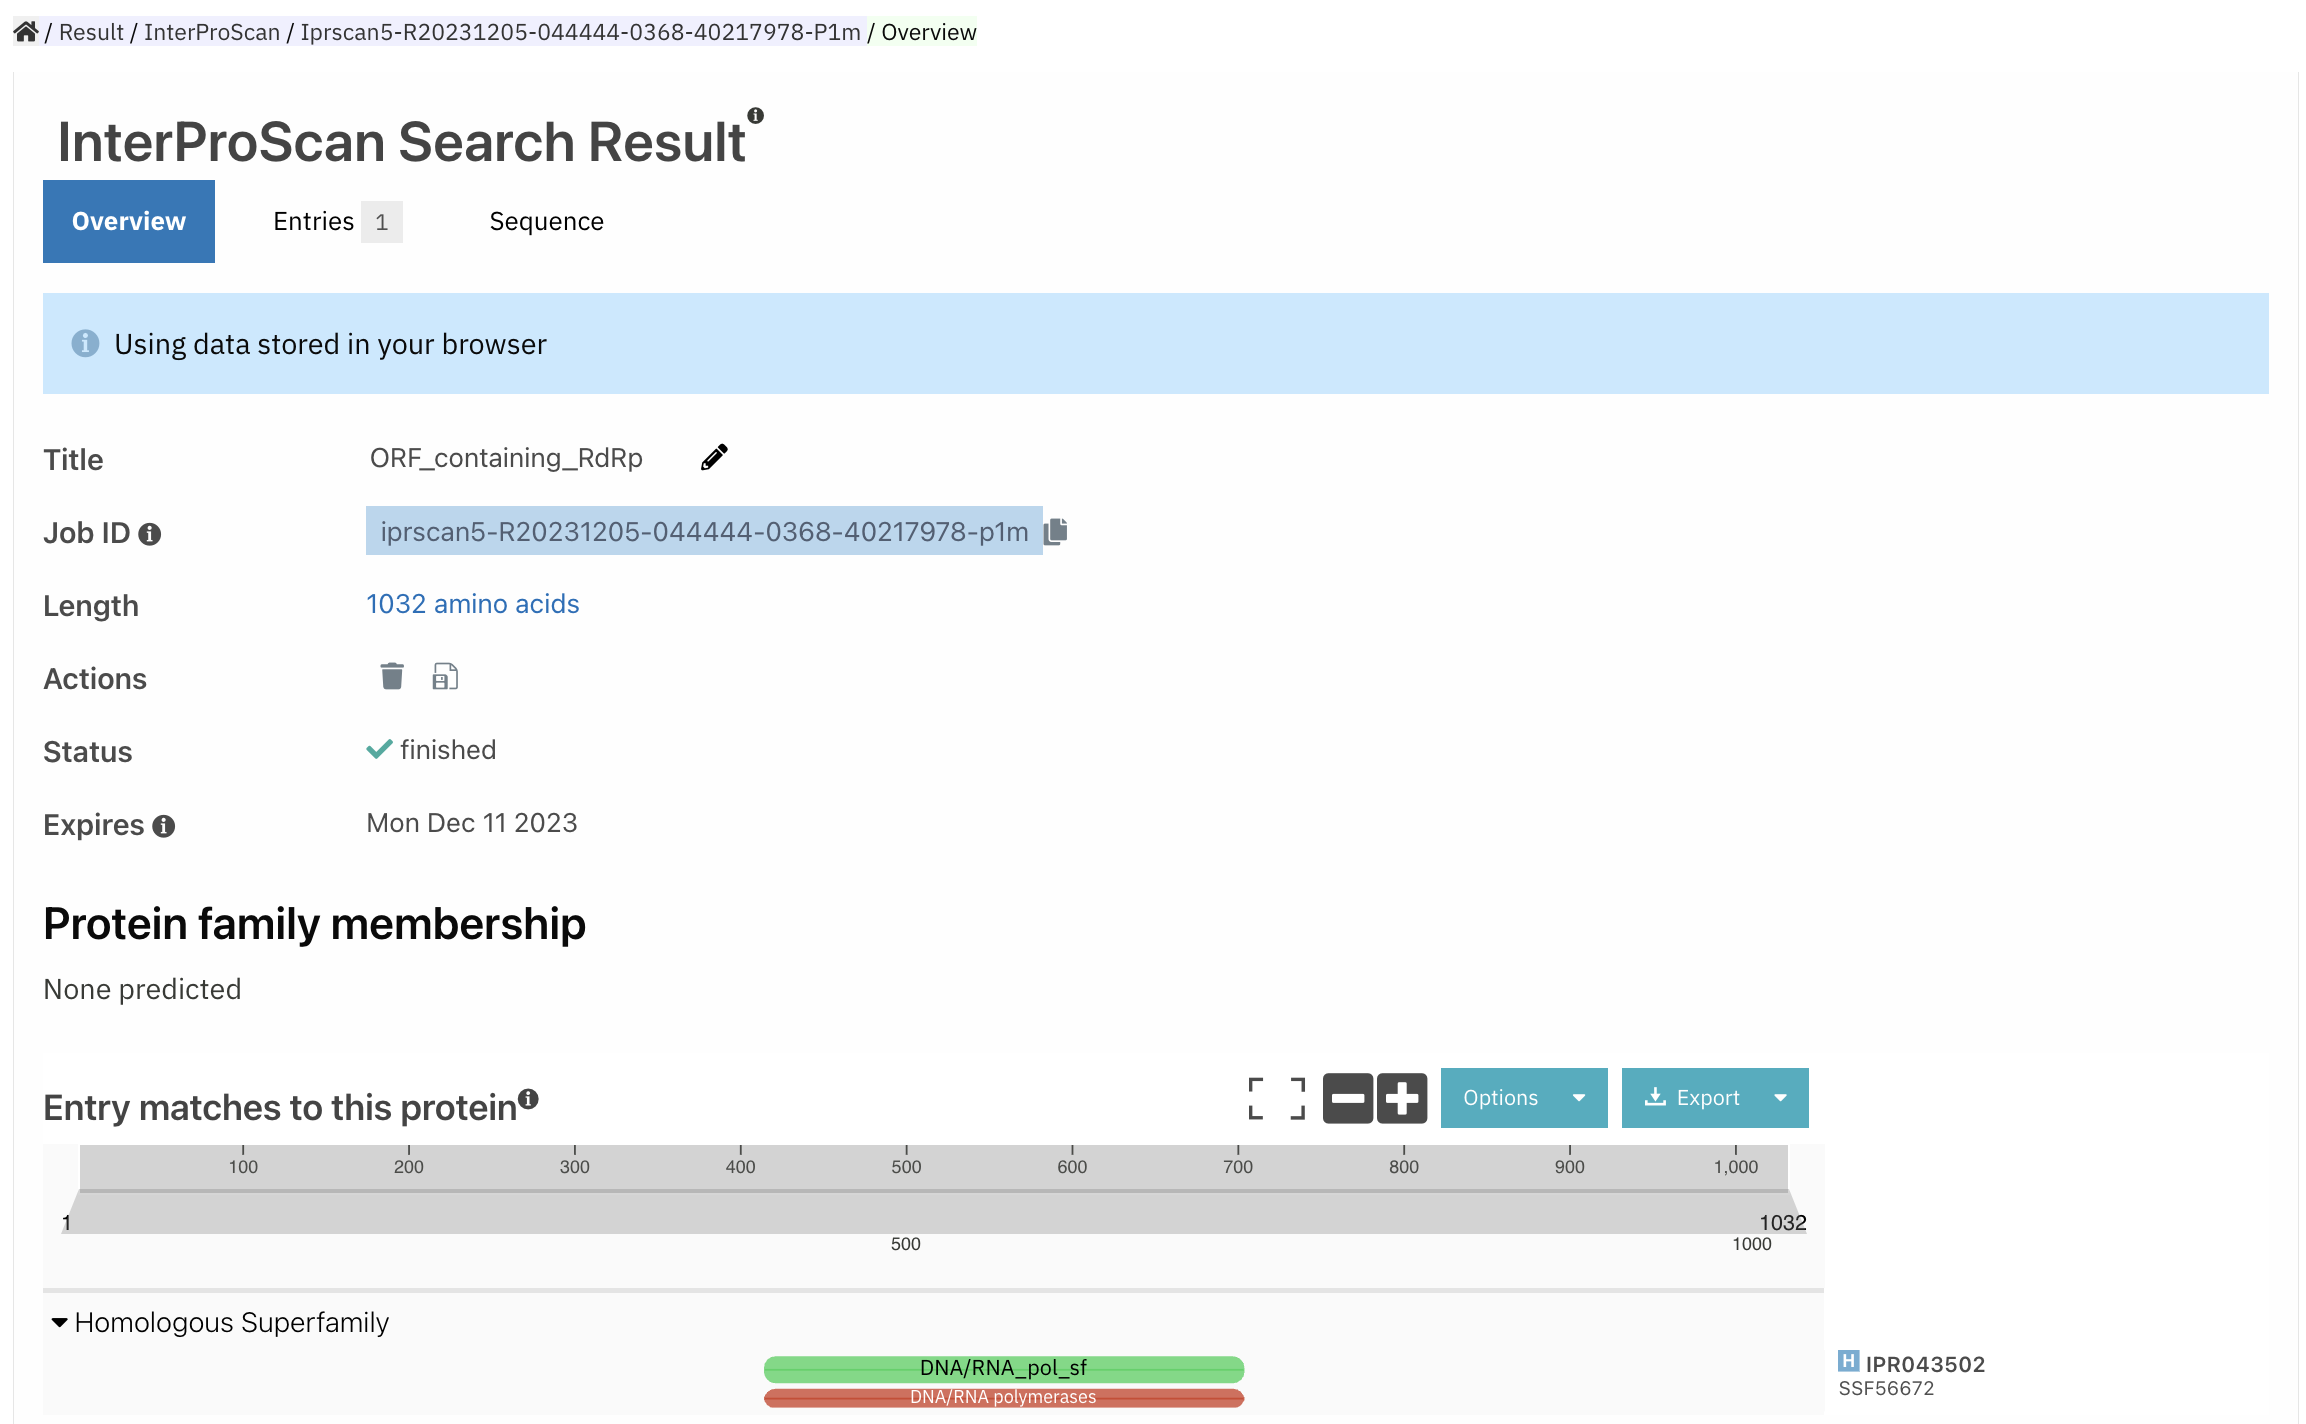 / Result / InterProScan / Iprscan5-R20231205-044444-0368-40217978-P1m / Overview
InterProScan Search Result
Overview
Entries 1
Sequence
Using data stored in your browser
Title ORF_containing_RdRp
Job ID iprscan5-R20231205-044444-0368-40217978-p1m
Length 1032 amino acids
Actions
Status finished
Expires Mon Dec 11 2023
Protein family membership
None predicted
Entry matches to this protein
Options
Export
100 200 300 400 500 600 700 800 900 1,000
1 1032
500 1000
Homologous Superfamily
DNA/RNA_pol_sf
H IPR043502
SSF56672
DNA/RNA polymerases